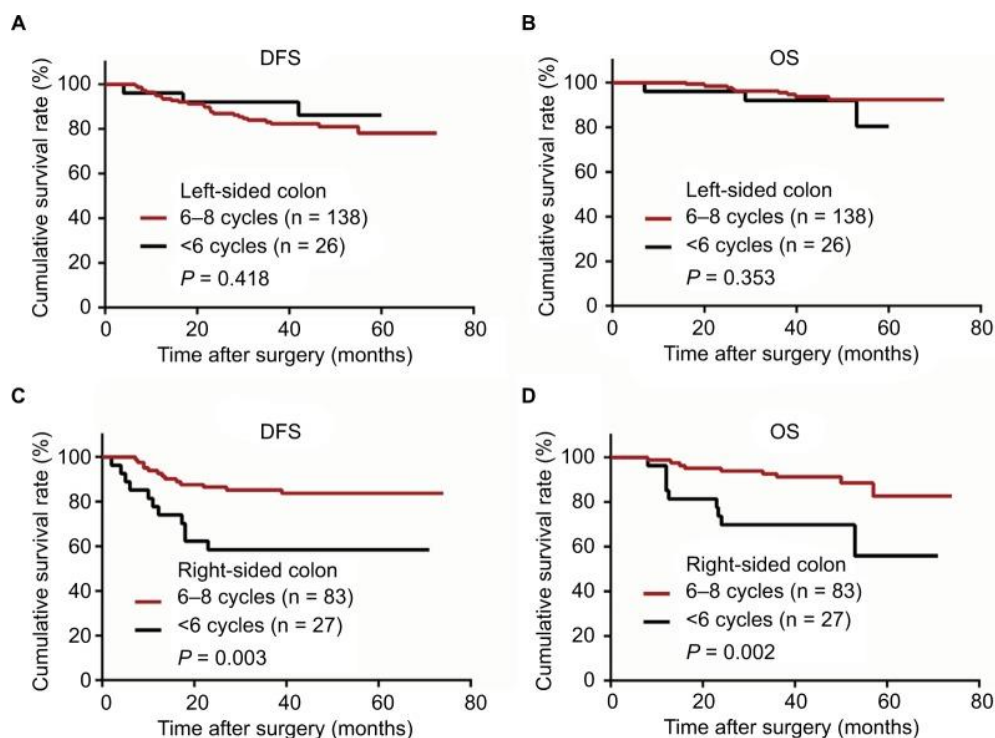 A
DFS
Cumulative survival rate (%)
100
80
60
40
80
0
Left-sided colon
6–8 cycles (n = 138)
<6 cycles (n = 26)
P = 0.418
0 20 40 60 80
Time after surgery (months)
B
OS
Cumulative survival rate (%)
100
80
60
40
80
0
Left-sided colon
6–8 cycles (n = 138)
<6 cycles (n = 26)
P = 0.353
0 20 40 60 80
Time after surgery (months)
C
DFS
Cumulative survival rate (%)
100
80
60
40
80
0
Right-sided colon
6–8 cycles (n = 83)
<6 cycles (n = 27)
P = 0.003
0 20 40 60 80
Time after surgery (months)
D
OS
Cumulative survival rate (%)
100
80
60
40
80
0
Right-sided colon
6–8 cycles (n = 83)
<6 cycles (n = 27)
P = 0.002
0 20 40 60 80
Time after surgery (months)